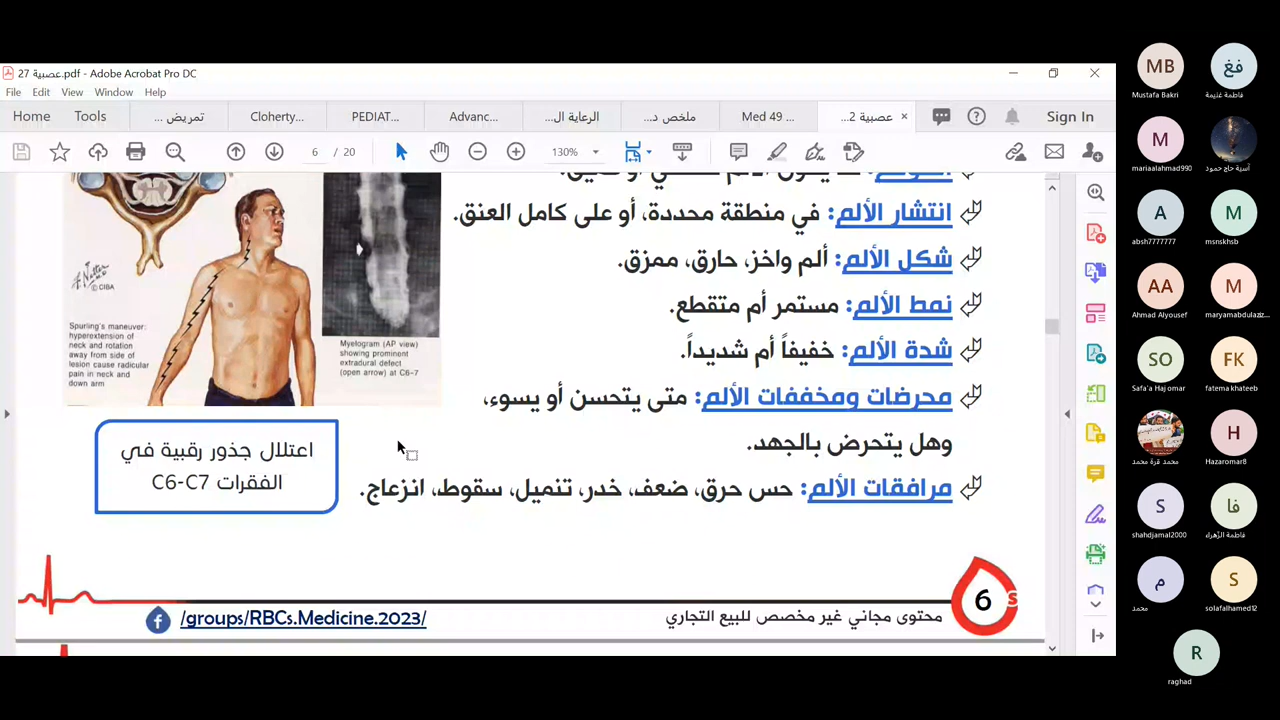 عصبية 27.pdf - Adobe Acrobat Pro DC
File Edit View Window Help
Home Tools
تمريض ...
Cloherty...
PEDIAT...
Advanc...
الرعاية ال...
ملخص د...
Med 49 ...
عصبية 2... ×
Sign In
6 / 20
130%
انتشار الألم: في منطقة محددة، أو على كامل العنق.
شكل الألم: ألم واخز، حارق، ممزق.
نمط الألم: مستمر أم متقطع.
شدة الألم: خفيفاً أم شديداً.
محرضات ومخففات الألم: متى يتحسن أو يسوء،
وهل يتحرض بالجهد.
مرافقات الألم: حس حرق، ضعف، خدر، تنميل، سقوط، انزعاج.
©CIBA
Spurling's maneuver:
hyperextension of
neck and rotation
away from side of
lesion cause radicular
pain in neck and
down arm
Myelogram (AP view)
showing prominent
extradural defect
(open arrow) at C6-7
اعتلال جذور رقبية في
الفقرات C6-C7
/groups/RBCs.Medicine.2023/
محتوى مجاني غير مخصص للبيع التجاري
6
MB
Mustafa Bakri
فغ
فاطمة غنيمة
M
mariaalahmad990
آسية حاج حمود
A
absh7777777
M
msnskhsb
AA
Ahmad Alyousef
M
maryamabdulaziz...
SO
Safa'a Haj omar
FK
fatema khateeb
محمد قرة محمد
H
Hazaromar8
S
shahdjamal2000
فا
فاطمة الزهراء
م
محمد
S
solafalhamed12
R
raghad